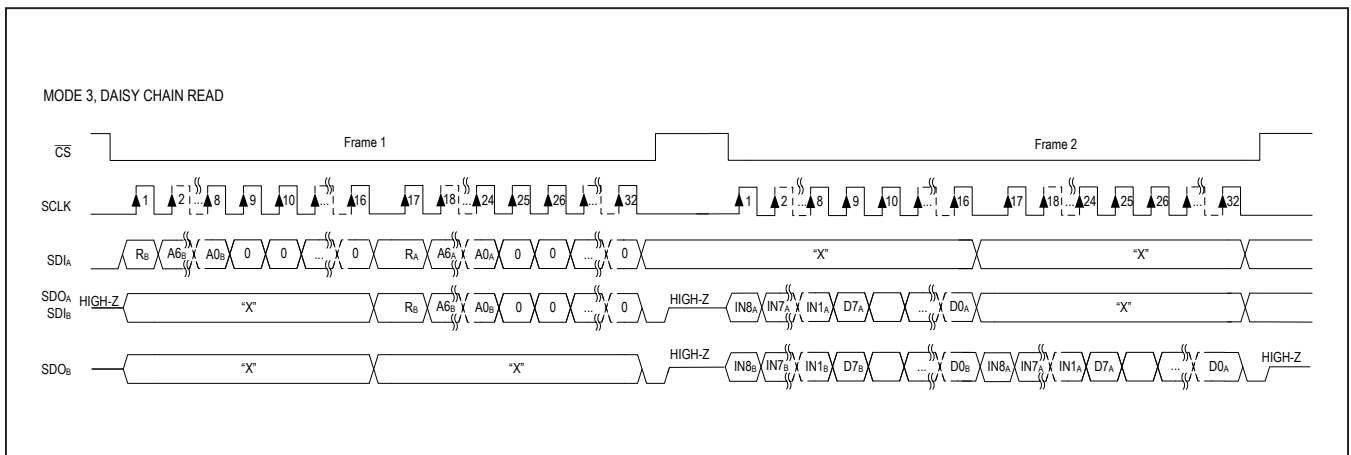 MODE 3, DAISY CHAIN READ
CS Frame 1 Frame 2
SCLK 1 2 ... 8 9 10 ... 16 17 18 ... 24 25 26 ... 32 1 2 ... 8 9 10 ... 16 17 18 ... 24 25 26 ... 32
SDIA RB A6B A0B 0 0 ... 0 RA A6A A0A 0 0 ... 0 “X” “X”
SDOA SDIB HIGH-Z “X” RB A6B A0B 0 0 ... 0 HIGH-Z IN8A IN7A IN1A D7A ... D0A “X”
SDOB “X” “X” HIGH-Z IN8B IN7B IN1B D7B ... D0B IN8A IN7A IN1A D7A ... D0A HIGH-Z